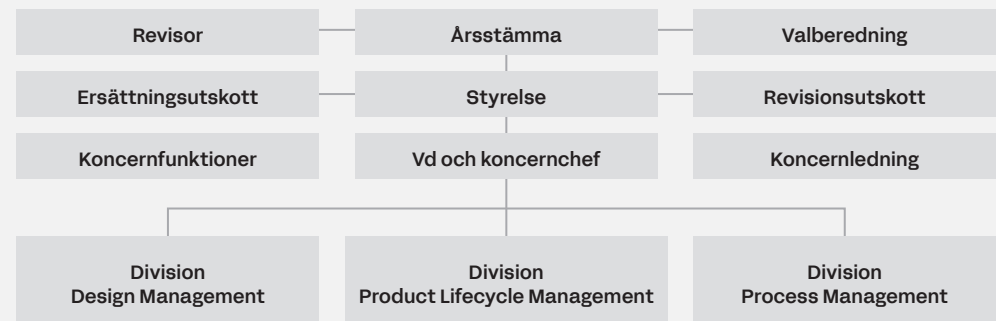 Revisor
Årsstämma
Valberedning
Ersättningsutskott
Styrelse
Revisionsutskott
Koncernfunktioner
Vd och koncernchef
Koncernledning
Division
Design Management
Division
Product Lifecycle Management
Division
Process Management